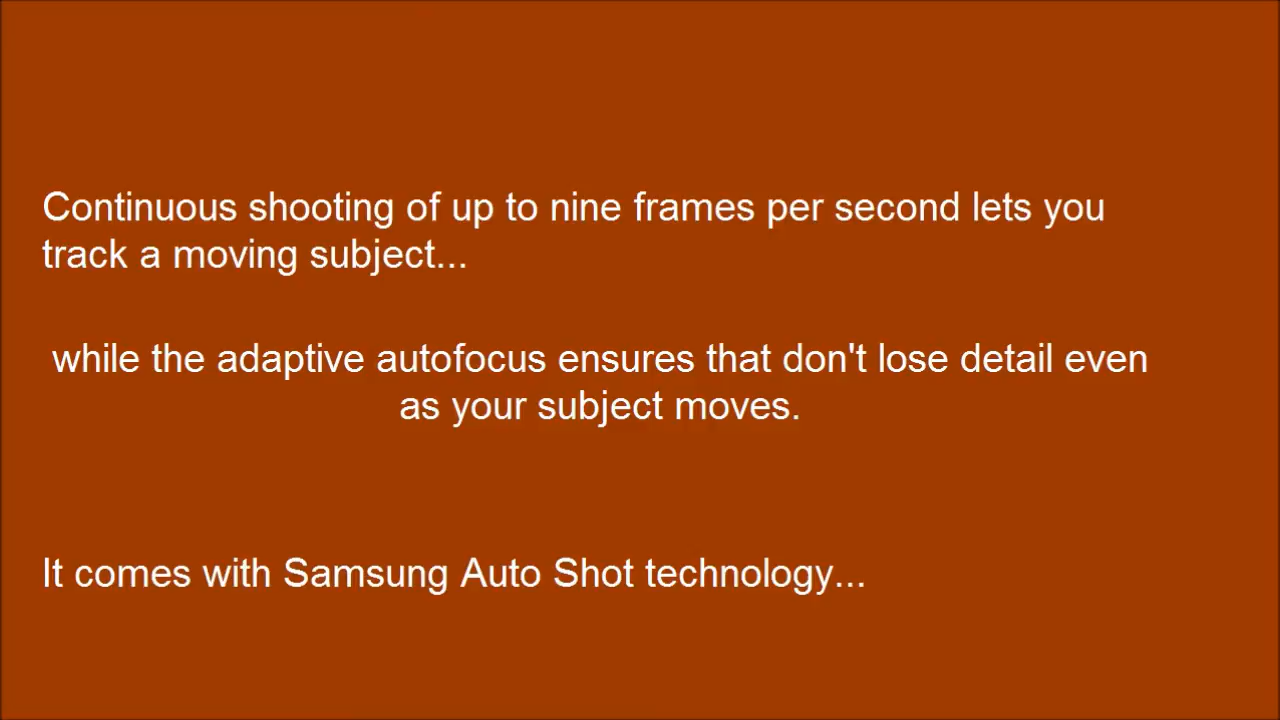 Continuous shooting of up to nine frames per second lets you
track a moving subject...
while the adaptive autofocus ensures that don't lose detail even
as your subject moves.
It comes with Samsung Auto Shot technology...